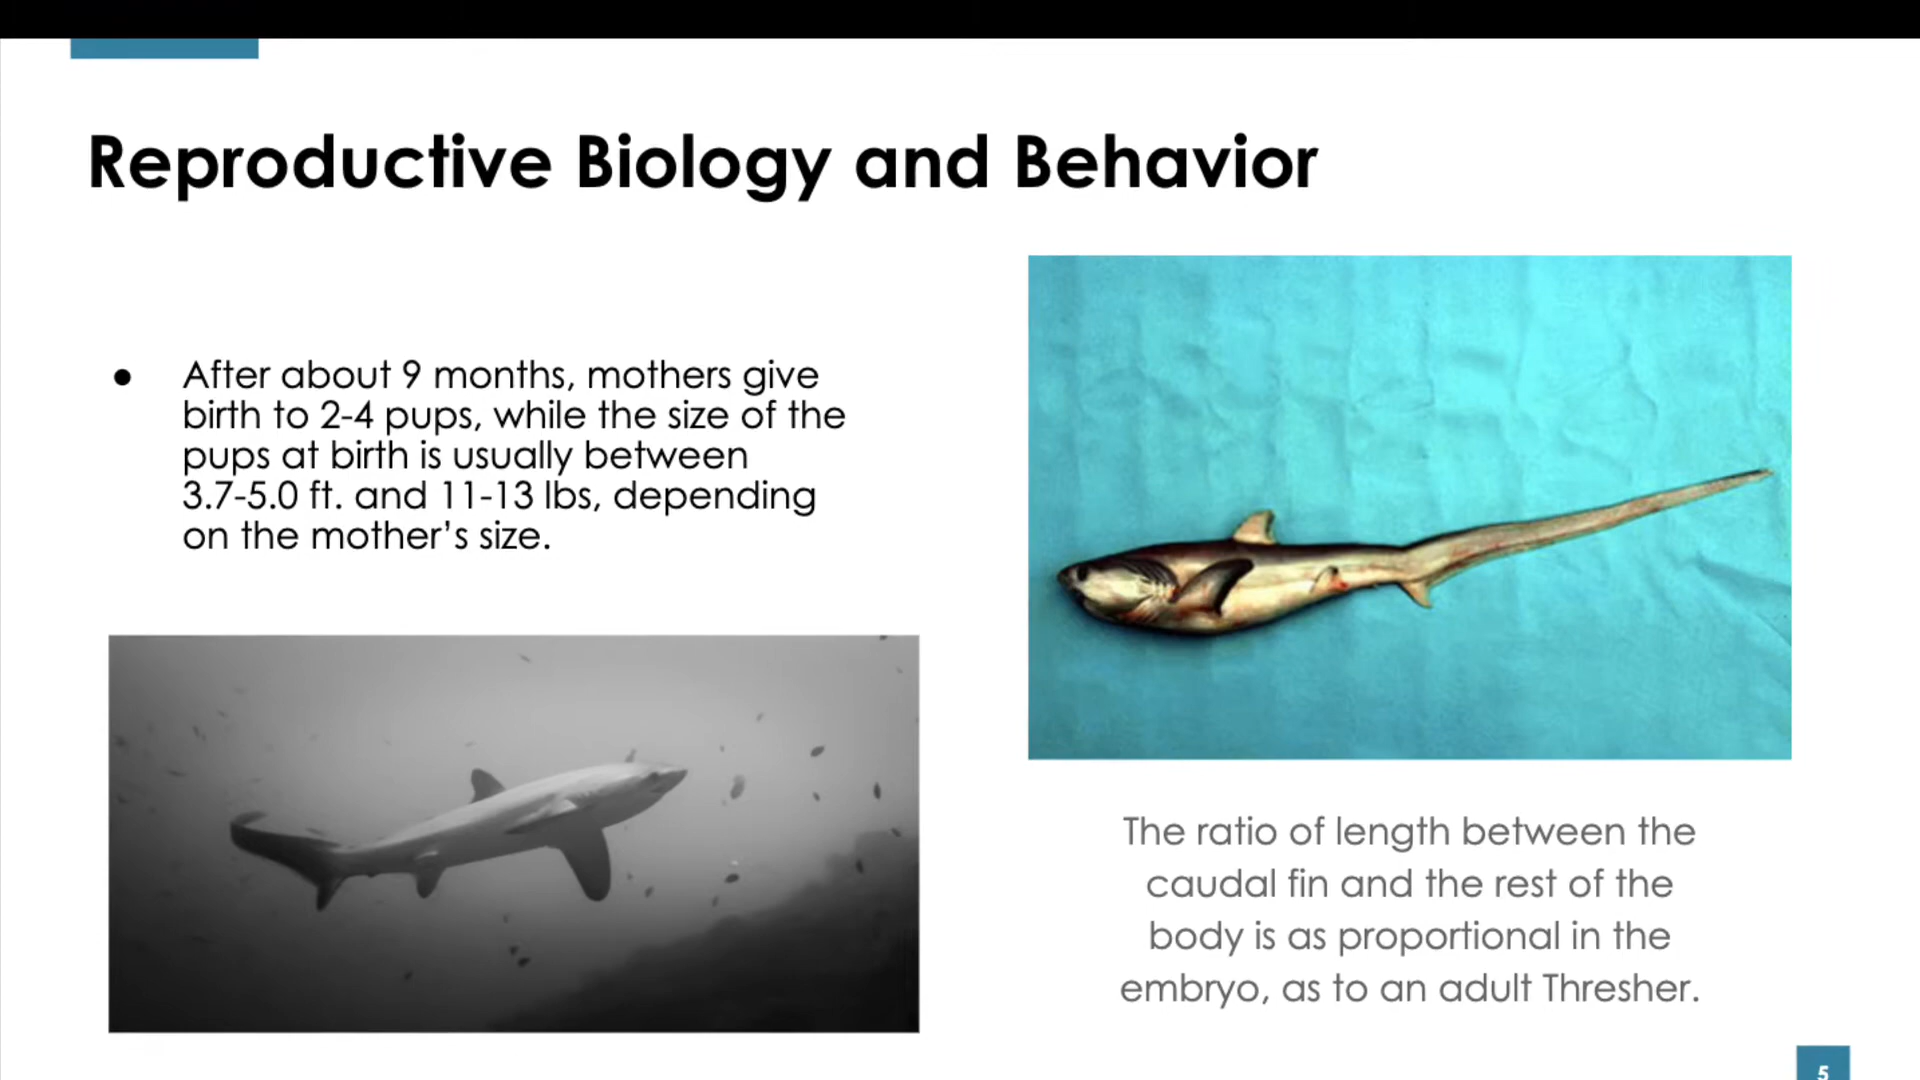 Reproductive Biology and Behavior
● After about 9 months, mothers give
birth to 2-4 pups, while the size of the
pups at birth is usually between
3.7-5.0 ft. and 11-13 lbs, depending
on the mother's size.
The ratio of length between the
caudal fin and the rest of the
body is as proportional in the
embryo, as to an adult Thresher.
5